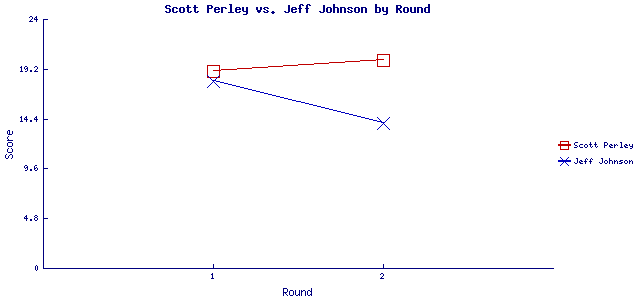 Scott Perley vs. Jeff Johnson by Round
24
19.2
14.4
9.6
4.8
0
Score
1 2
Round
Scott Perley
Jeff Johnson